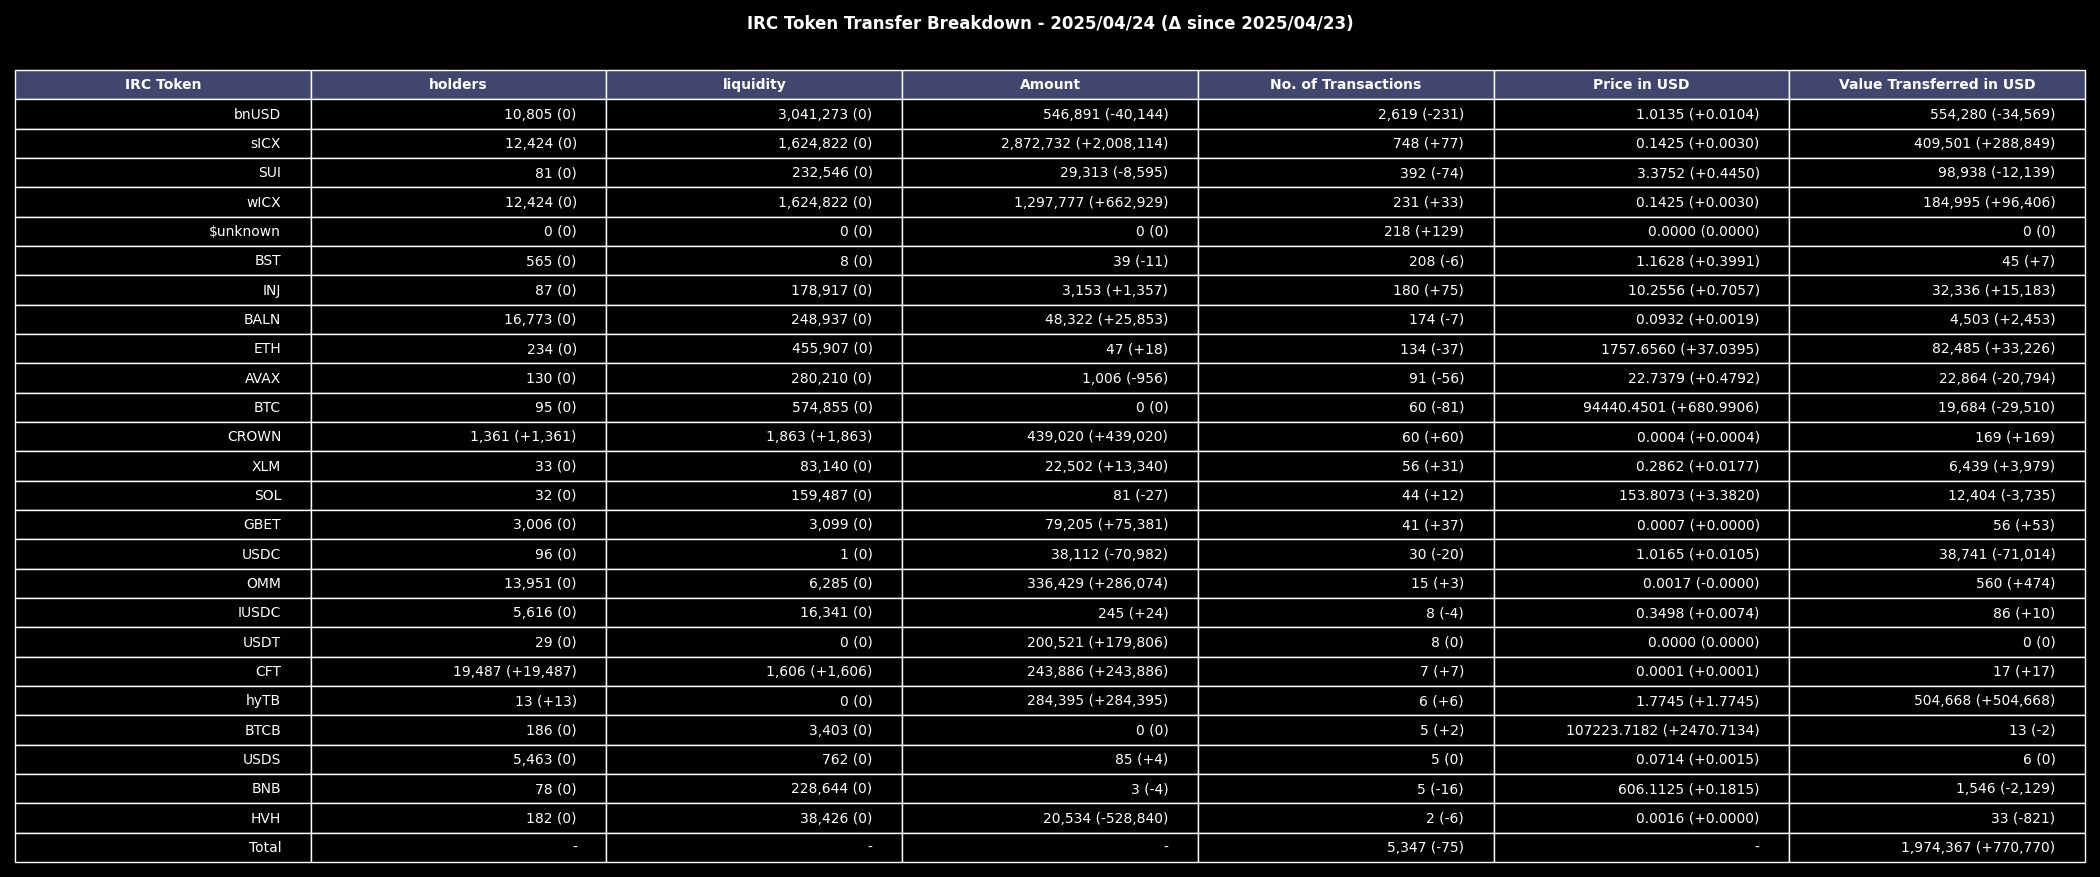 IRC Token Transfer Breakdown - 2025/04/24 (Δ since 2025/04/23)
IRC Token holders liquidity Amount No. of Transactions Price in USD Value Transferred in USD
bnUSD 10,805 (0) 3,041,273 (0) 546,891 (-40,144) 2,619 (-231) 1.0135 (+0.0104) 554,280 (-34,569)
sICX 12,424 (0) 1,624,822 (0) 2,872,732 (+2,008,114) 748 (+77) 0.1425 (+0.0030) 409,501 (+288,849)
SUI 81 (0) 232,546 (0) 29,313 (-8,595) 392 (-74) 3.3752 (+0.4450) 98,938 (-12,139)
wICX 12,424 (0) 1,624,822 (0) 1,297,777 (+662,929) 231 (+33) 0.1425 (+0.0030) 184,995 (+96,406)
$unknown 0 (0) 0 (0) 0 (0) 218 (+129) 0.0000 (0.0000) 0 (0)
BST 565 (0) 8 (0) 39 (-11) 208 (-6) 1.1628 (+0.3991) 45 (+7)
INJ 87 (0) 178,917 (0) 3,153 (+1,357) 180 (+75) 10.2556 (+0.7057) 32,336 (+15,183)
BALN 16,773 (0) 248,937 (0) 48,322 (+25,853) 174 (-7) 0.0932 (+0.0019) 4,503 (+2,453)
ETH 234 (0) 455,907 (0) 47 (+18) 134 (-37) 1757.6560 (+37.0395) 82,485 (+33,226)
AVAX 130 (0) 280,210 (0) 1,006 (-956) 91 (-56) 22.7379 (+0.4792) 22,864 (-20,794)
BTC 95 (0) 574,855 (0) 0 (0) 60 (-81) 94440.4501 (+680.9906) 19,684 (-29,510)
CROWN 1,361 (+1,361) 1,863 (+1,863) 439,020 (+439,020) 60 (+60) 0.0004 (+0.0004) 169 (+169)
XLM 33 (0) 83,140 (0) 22,502 (+13,340) 56 (+31) 0.2862 (+0.0177) 6,439 (+3,979)
SOL 32 (0) 159,487 (0) 81 (-27) 44 (+12) 153.8073 (+3.3820) 12,404 (-3,735)
GBET 3,006 (0) 3,099 (0) 79,205 (+75,381) 41 (+37) 0.0007 (+0.0000) 56 (+53)
USDC 96 (0) 1 (0) 38,112 (-70,982) 30 (-20) 1.0165 (+0.0105) 38,741 (-71,014)
OMM 13,951 (0) 6,285 (0) 336,429 (+286,074) 15 (+3) 0.0017 (-0.0000) 560 (+474)
IUSDC 5,616 (0) 16,341 (0) 245 (+24) 8 (-4) 0.3498 (+0.0074) 86 (+10)
USDT 29 (0) 0 (0) 200,521 (+179,806) 8 (0) 0.0000 (0.0000) 0 (0)
CFT 19,487 (+19,487) 1,606 (+1,606) 243,886 (+243,886) 7 (+7) 0.0001 (+0.0001) 17 (+17)
hyTB 13 (+13) 0 (0) 284,395 (+284,395) 6 (+6) 1.7745 (+1.7745) 504,668 (+504,668)
BTCB 186 (0) 3,403 (0) 0 (0) 5 (+2) 107223.7182 (+2470.7134) 13 (-2)
USDS 5,463 (0) 762 (0) 85 (+4) 5 (0) 0.0714 (+0.0015) 6 (0)
BNB 78 (0) 228,644 (0) 3 (-4) 5 (-16) 606.1125 (+0.1815) 1,546 (-2,129)
HVH 182 (0) 38,426 (0) 20,534 (-528,840) 2 (-6) 0.0016 (+0.0000) 33 (-821)
Total - - - 5,347 (-75) - 1,974,367 (+770,770)